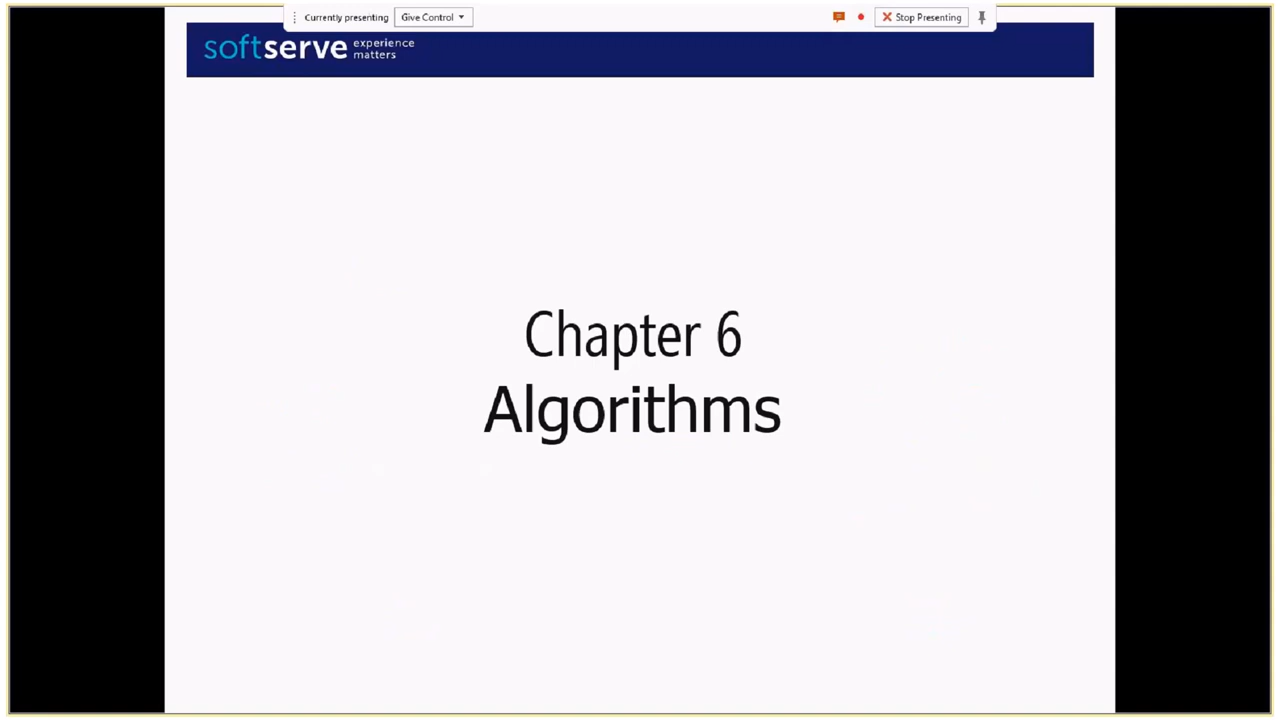 Currently presenting
Give Control
Stop Presenting
softserve experience matters
Chapter 6
Algorithms